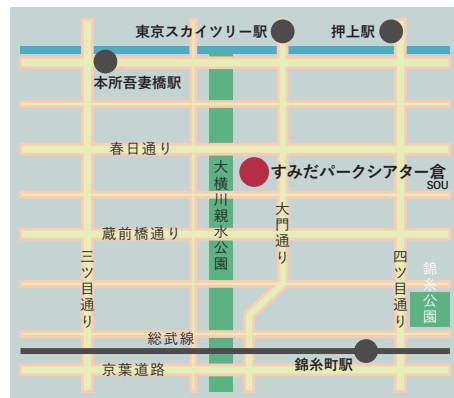 東京スカイツリー駅
押上駅
本所吾妻橋駅
春日通り
すみだパークシアター倉
SOU
大横川親水公園
大門通り
蔵前橋通り
三ツ目通り
四ツ目通り
錦糸公園
総武線
錦糸町駅
京葉道路